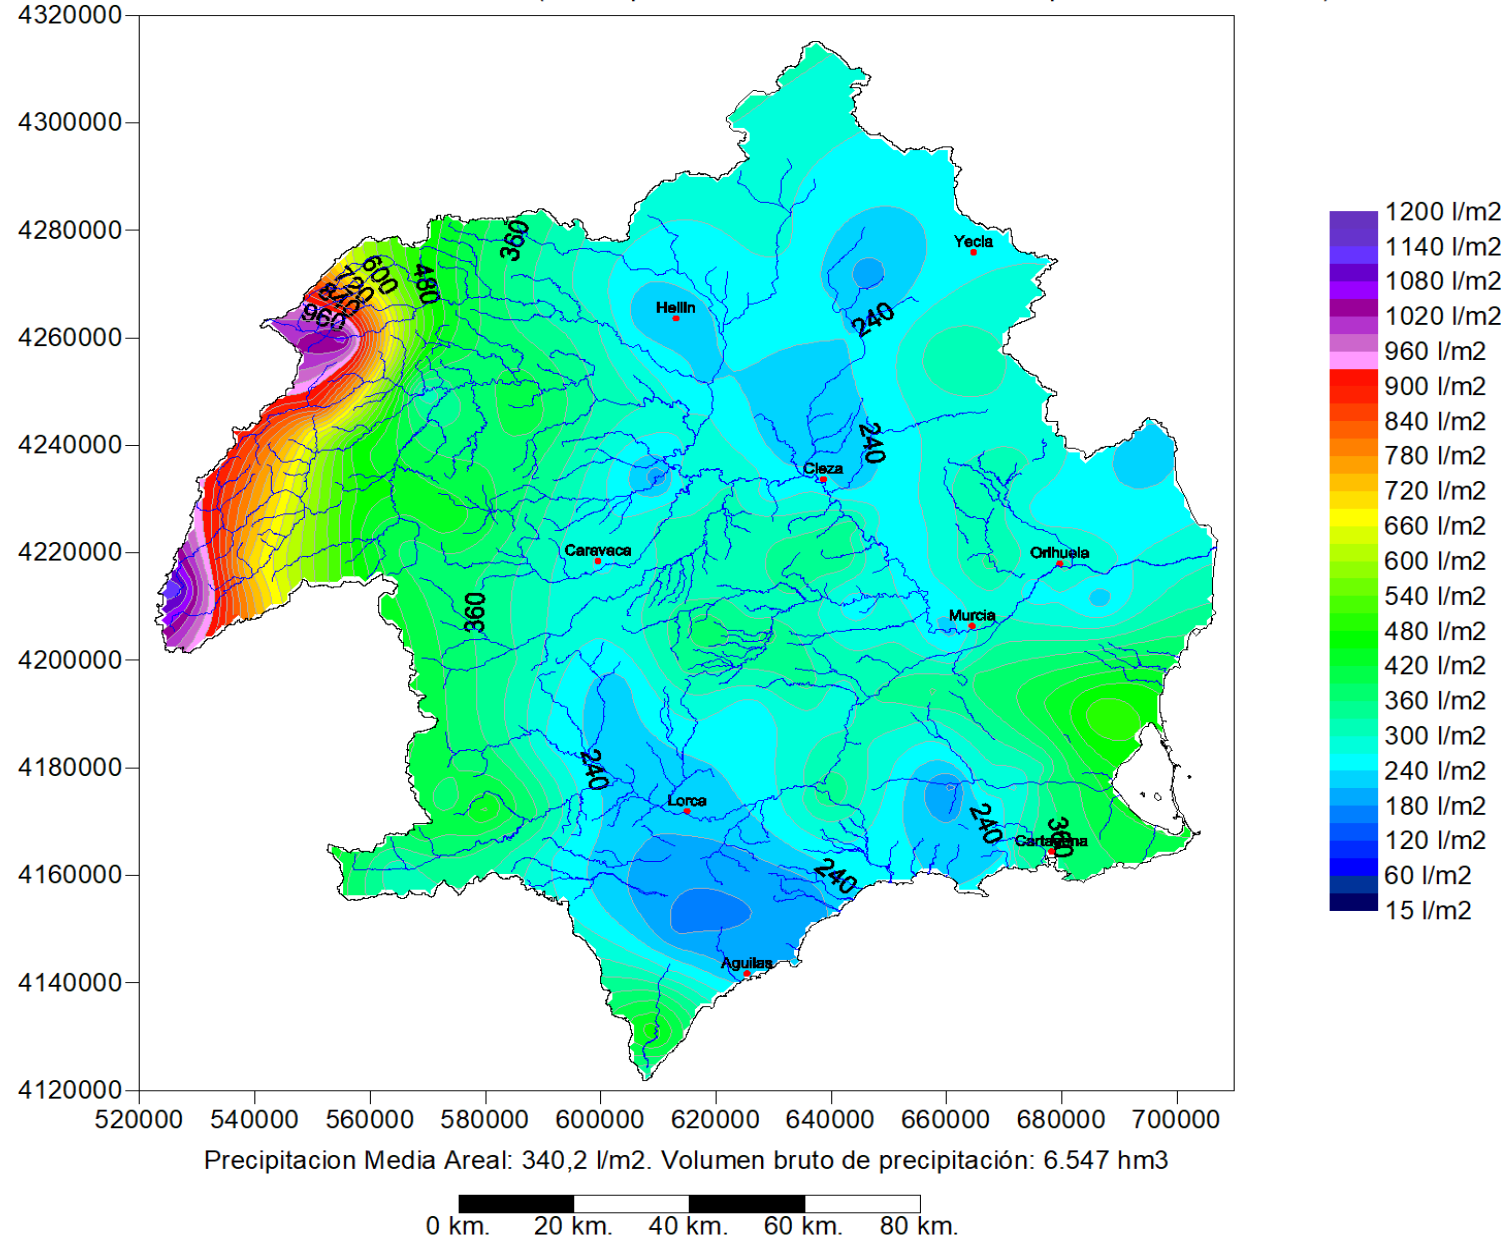 4320000
4300000
4280000
4260000
4240000
4220000
4200000
4180000
4160000
4140000
4120000
520000 540000 560000 580000 600000 620000 640000 660000 680000 700000
360
480
600
720
840
960
Yecla
Hellin
240
240
Cieza
Caravaca
Orihuela
360
Murcia
240
Lorca
240
360
Cartagena
240
Aguilas
1200 l/m2
1140 l/m2
1080 l/m2
1020 l/m2
960 l/m2
900 l/m2
840 l/m2
780 l/m2
720 l/m2
660 l/m2
600 l/m2
540 l/m2
480 l/m2
420 l/m2
360 l/m2
300 l/m2
240 l/m2
180 l/m2
120 l/m2
60 l/m2
15 l/m2
Precipitacion Media Areal: 340,2 l/m2. Volumen bruto de precipitación: 6.547 hm3
0 km. 20 km. 40 km. 60 km. 80 km.